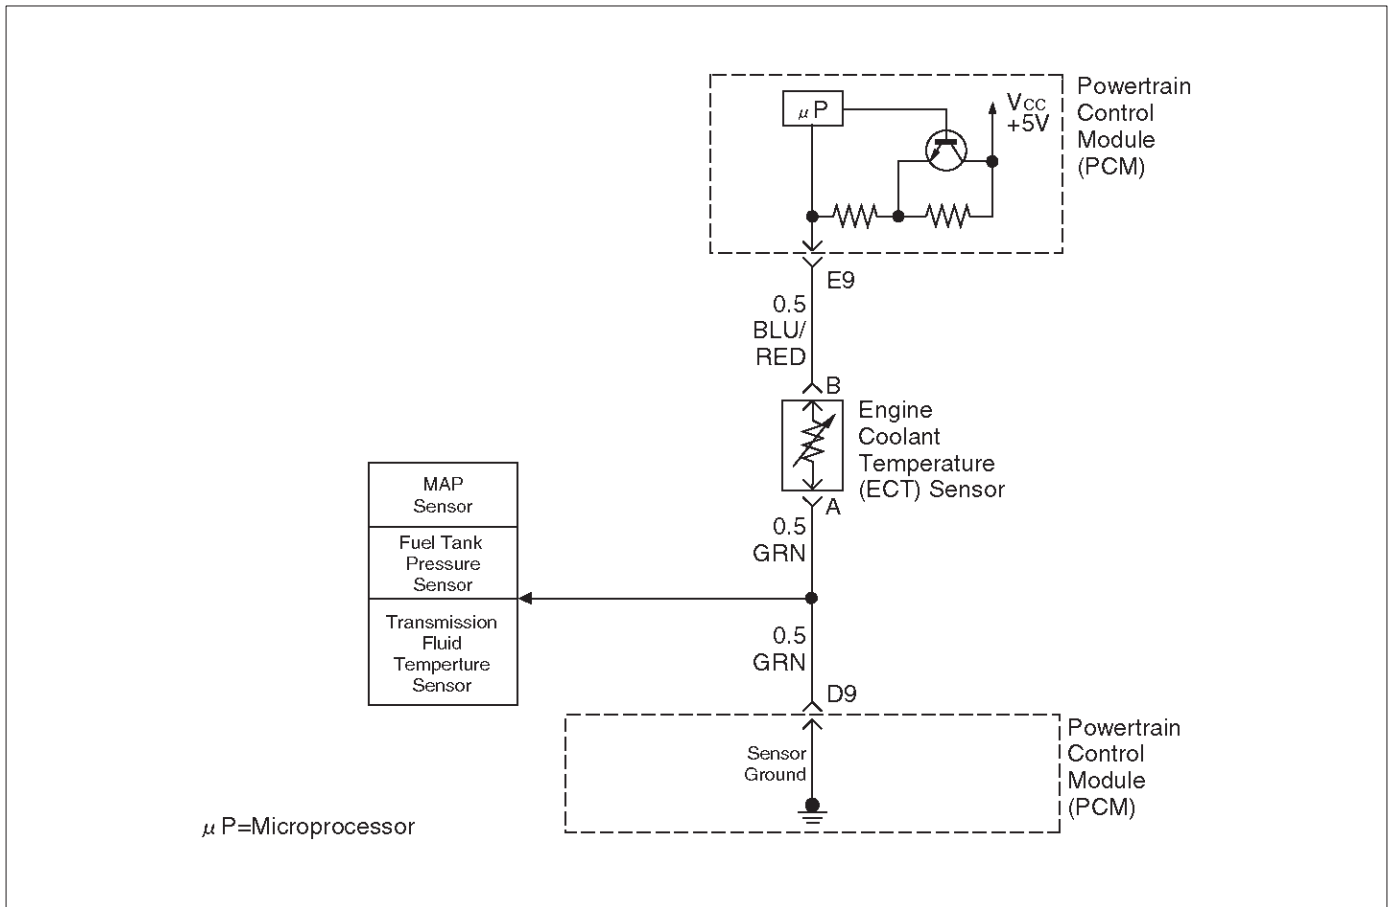 Powertrain
Control
Module
(PCM)
μP
VCC
+5V
E9
0.5
BLU/
RED
B
Engine
Coolant
Temperature
(ECT) Sensor
A
0.5
GRN
MAP
Sensor
Fuel Tank
Pressure
Sensor
Transmission
Fluid
Temperture
Sensor
0.5
GRN
D9
Powertrain
Control
Module
(PCM)
Sensor
Ground
μP=Microprocessor